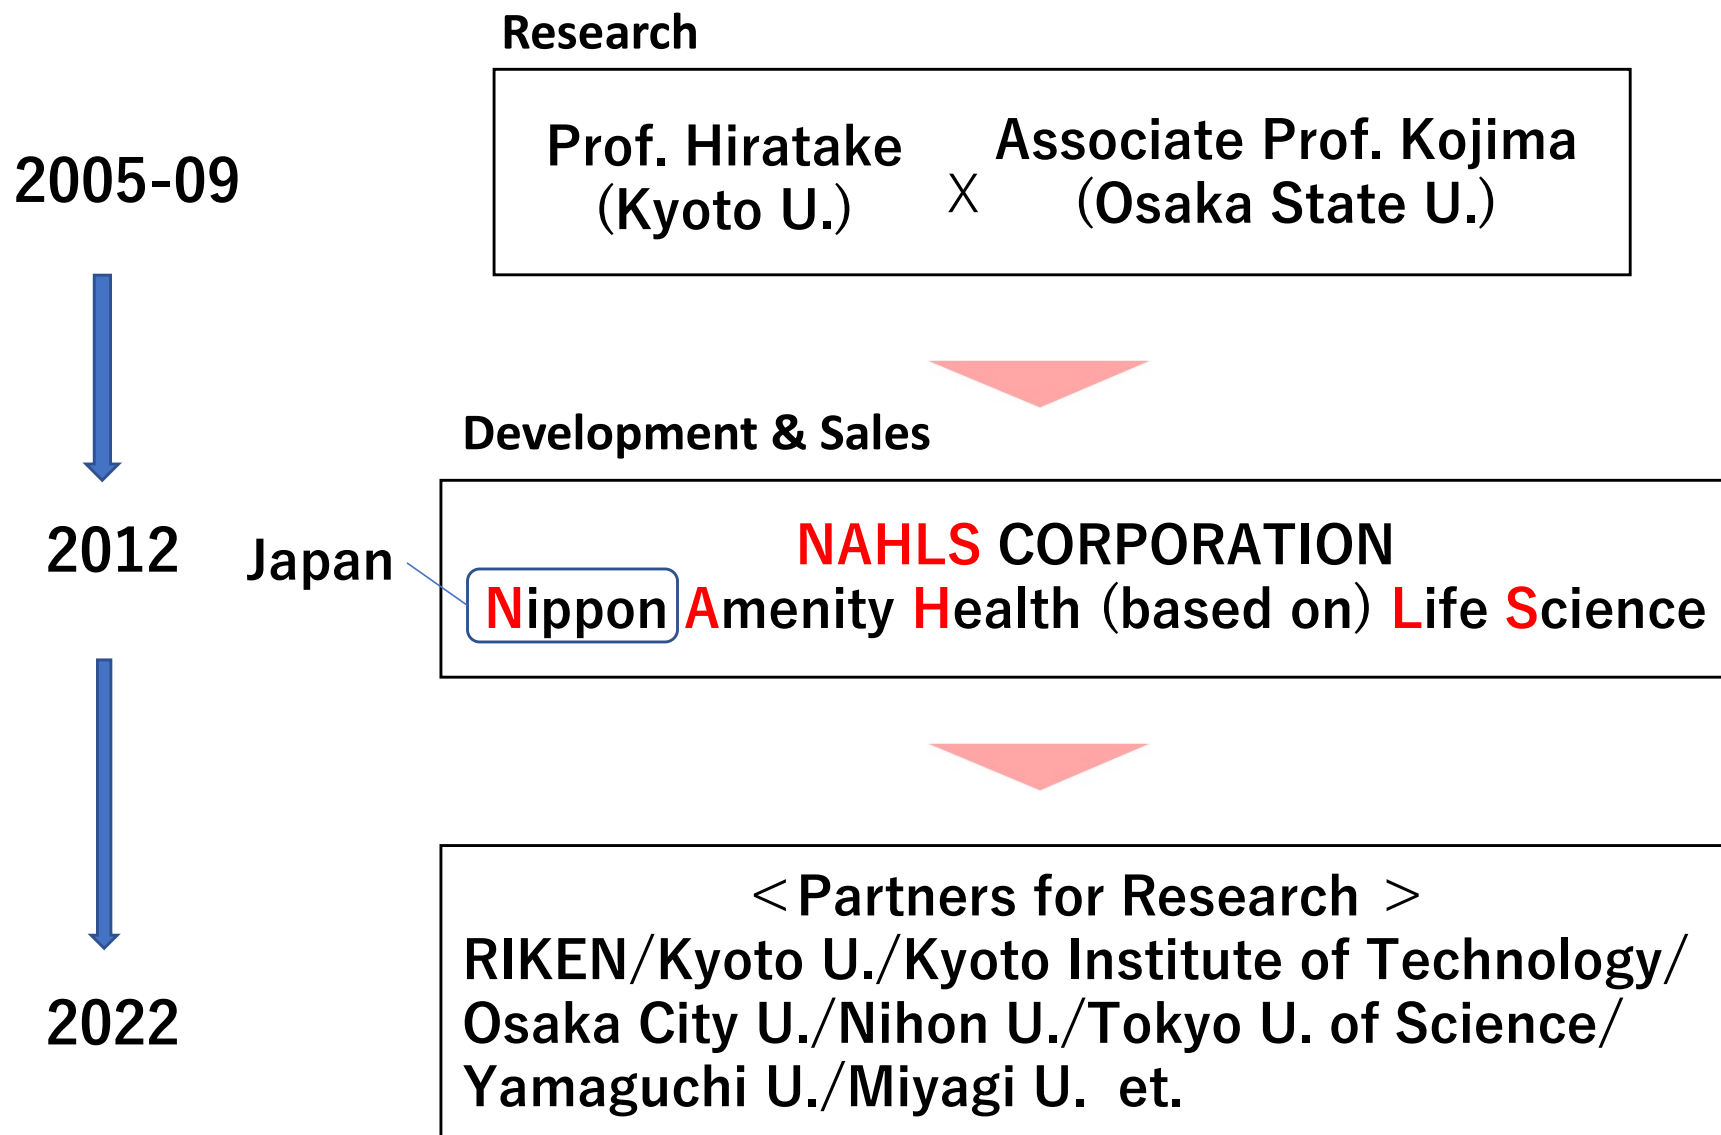 Research
2005-09
Prof. Hiratake
(Kyoto U.)
X
Associate Prof. Kojima
(Osaka State U.)
Development & Sales
2012
Japan
NAHLS CORPORATION
Nippon Amenity Health (based on) Life Science
2022
<Partners for Research >
RIKEN/Kyoto U./Kyoto Institute of Technology/
Osaka City U./Nihon U./Tokyo U. of Science/
Yamaguchi U./Miyagi U. et.